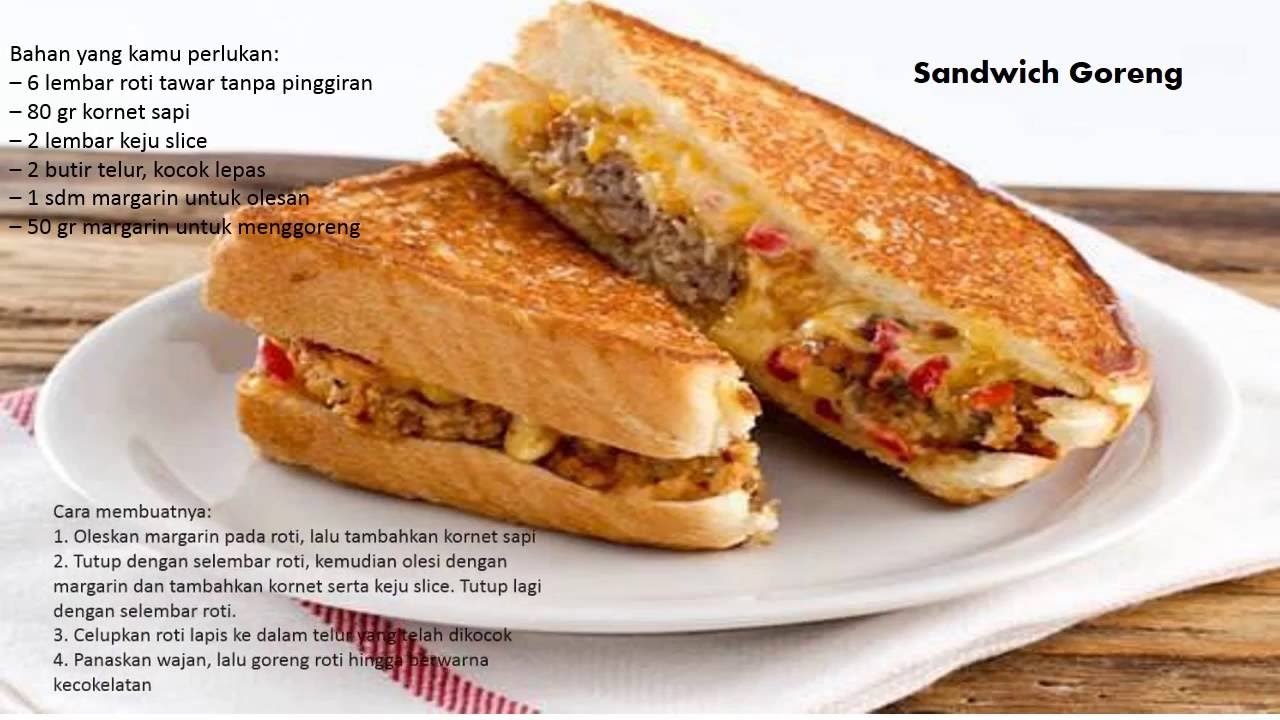 Bahan yang kamu perlukan:
– 6 lembar roti tawar tanpa pinggiran
– 80 gr kornet sapi
– 2 lembar keju slice
– 2 butir telur, kocok lepas
– 1 sdm margarin untuk olesan
– 50 gr margarin untuk menggoreng
Sandwich Goreng
Cara membuatnya:
1. Oleskan margarin pada roti, lalu tambahkan kornet sapi
2. Tutup dengan selembar roti, kemudian olesi dengan
margarin dan tambahkan kornet serta keju slice. Tutup lagi
dengan selembar roti.
3. Celupkan roti lapis ke dalam telur yang telah dikocok
4. Panaskan wajan, lalu goreng roti hingga berwarna
kecokelatan